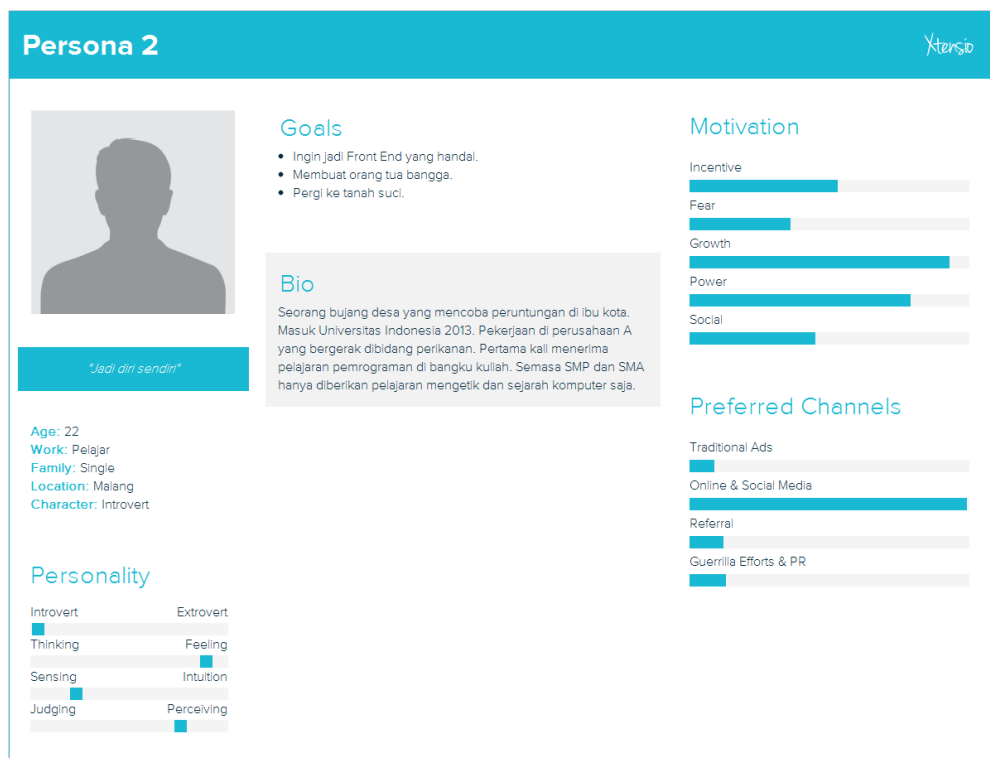 Persona 2
Xtensio
"Jadi diri sendiri"
Age: 22
Work: Pelajar
Family: Single
Location: Malang
Character: Introvert
Personality
Introvert Extrovert
Thinking Feeling
Sensing Intuition
Judging Perceiving
Goals
Ingin jadi Front End yang handal.
Membuat orang tua bangga.
Pergi ke tanah suci.
Bio
Seorang bujang desa yang mencoba peruntungan di ibu kota.
Masuk Universitas Indonesia 2013. Pekerjaan di perusahaan A
yang bergerak dibidang perikanan. Pertama kali menerima
pelajaran pemrograman di bangku kuliah. Semasa SMP dan SMA
hanya diberikan pelajaran mengetik dan sejarah komputer saja.
Motivation
Incentive
Fear
Growth
Power
Social
Preferred Channels
Traditional Ads
Online & Social Media
Referral
Guerrilla Efforts & PR